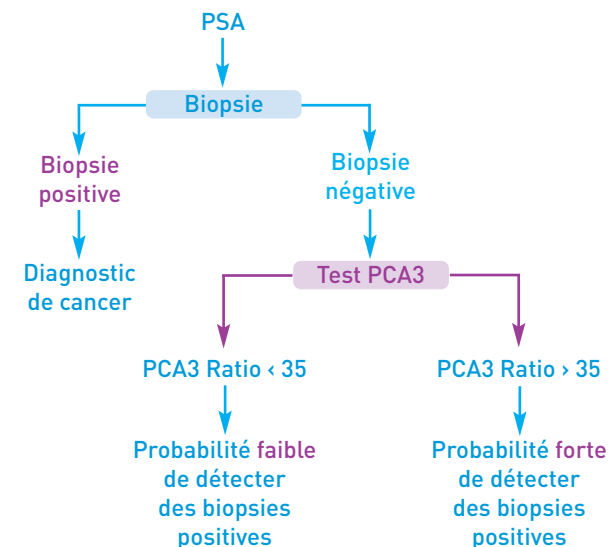 PSA
Biopsie
Biopsie
positive
Biopsie
négative
Diagnostic
de cancer
Test PCA3
PCA3 Ratio ‹ 35
PCA3 Ratio › 35
Probabilité faible
de détecter
des biopsies
positives
Probabilité forte
de détecter
des biopsies
positives